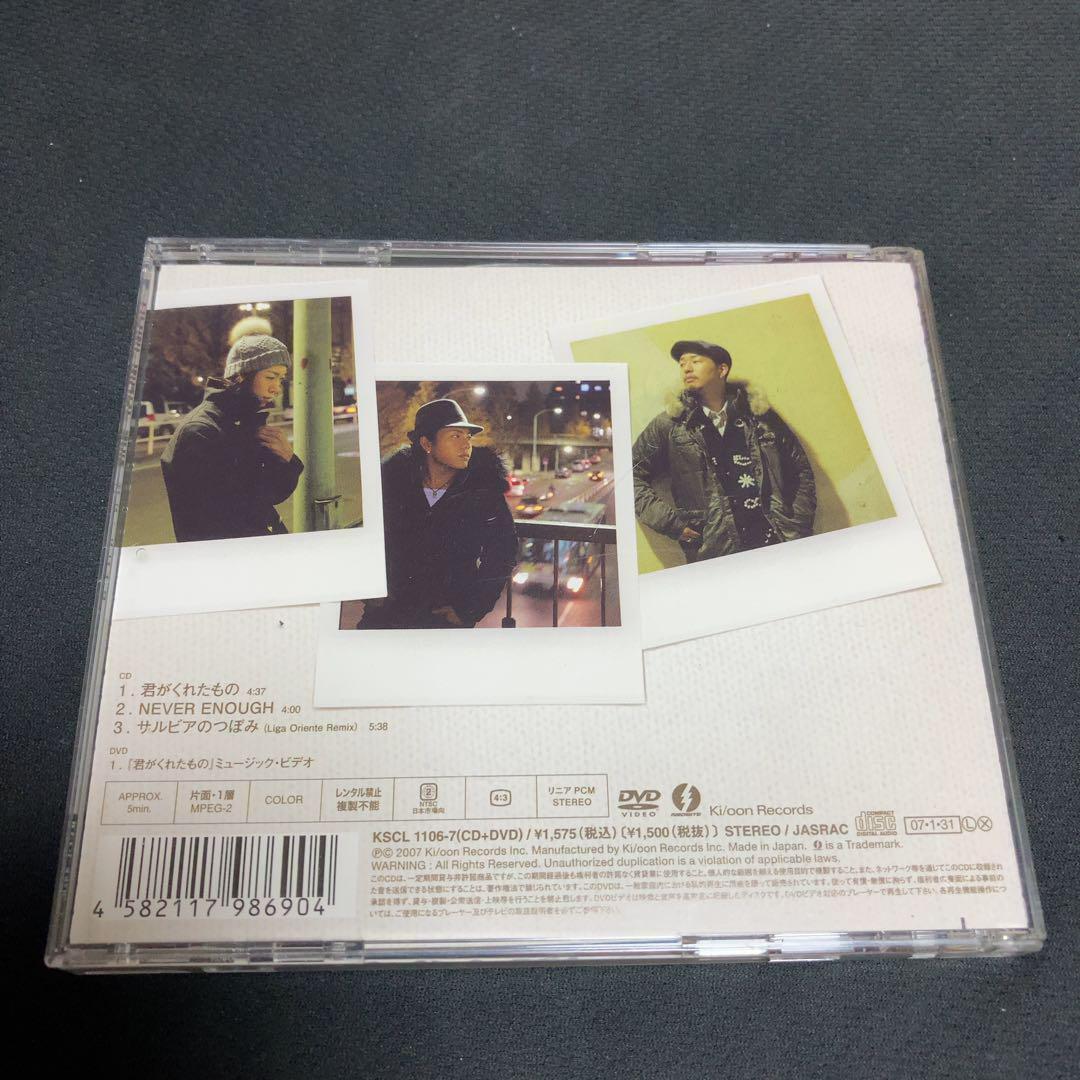 CD
1. 君がくれたもの 4:37
2. NEVER ENOUGH 4:00
3. サルビアのつぼみ (Liga Oriente Remix) 5:38
DVD
1.「君がくれたもの」ミュージック・ビデオ
APPROX. 5min.
片面・1層 MPEG-2
COLOR
レンタル禁止 複製不能
2 NTSC 日本市場向
4:3
リニア PCM STEREO
DVD VIDEO
Ki/oon Records
COMPACT disc DIGITAL AUDIO
07・1・31 L X
KSCL 1106-7(CD+DVD) / ¥1,575(税込)〔¥1,500(税抜)〕 STEREO / JASRAC
℗© 2007 Ki/oon Records Inc. Manufactured by Ki/oon Records Inc. Made in Japan. is a Trademark.
WARNING : All Rights Reserved. Unauthorized duplication is a violation of applicable laws.
4 582117 986904